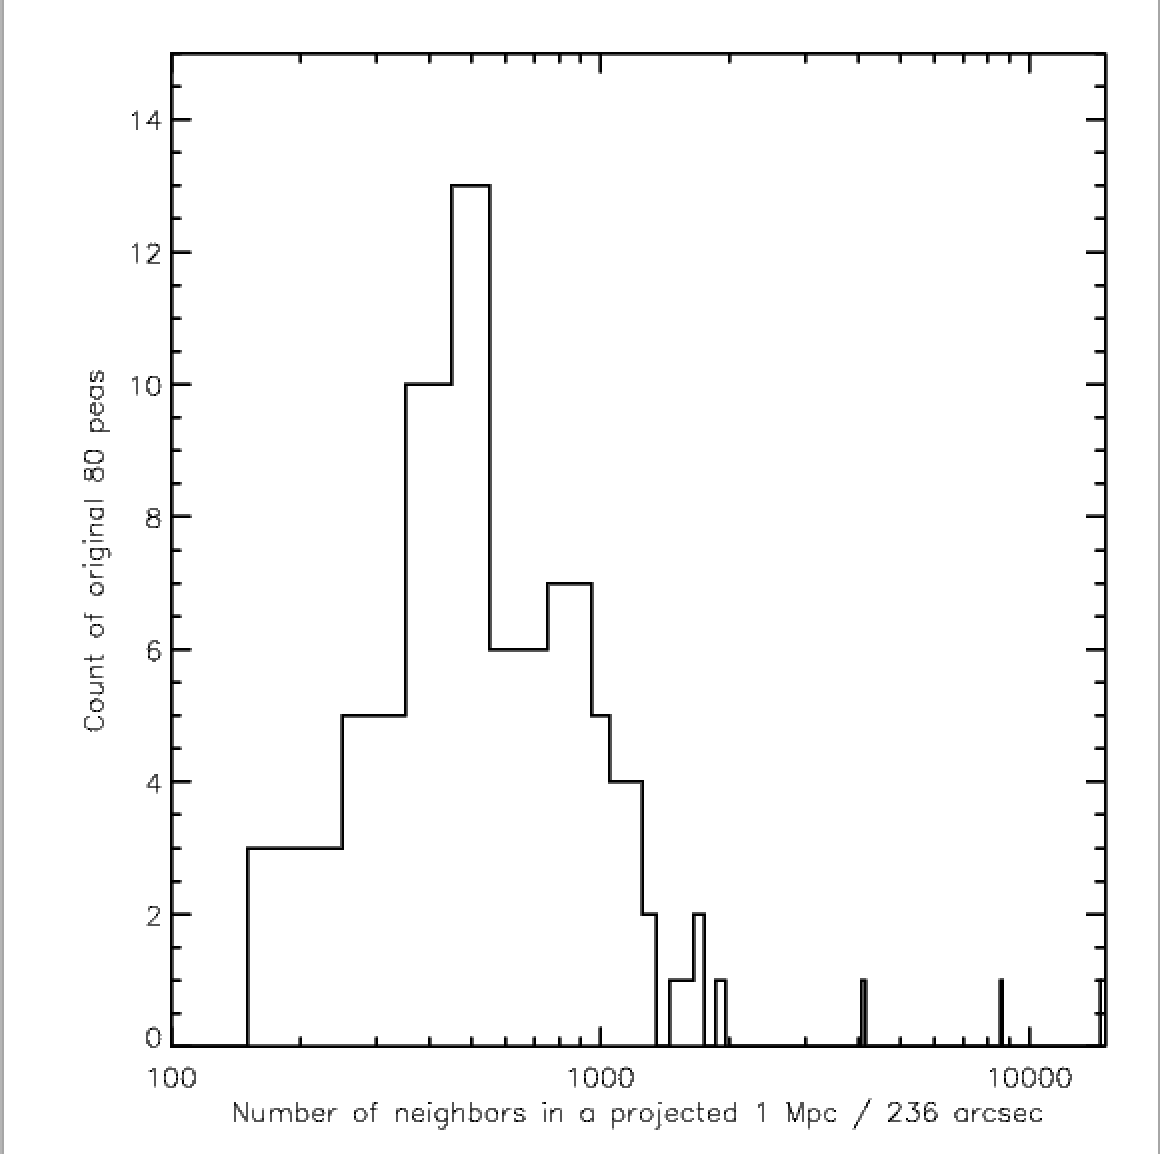 14
12
10
8
6
4
2
0
Count of original 80 peas
100 1000 10000
Number of neighbors in a projected 1 Mpc / 236 arcsec